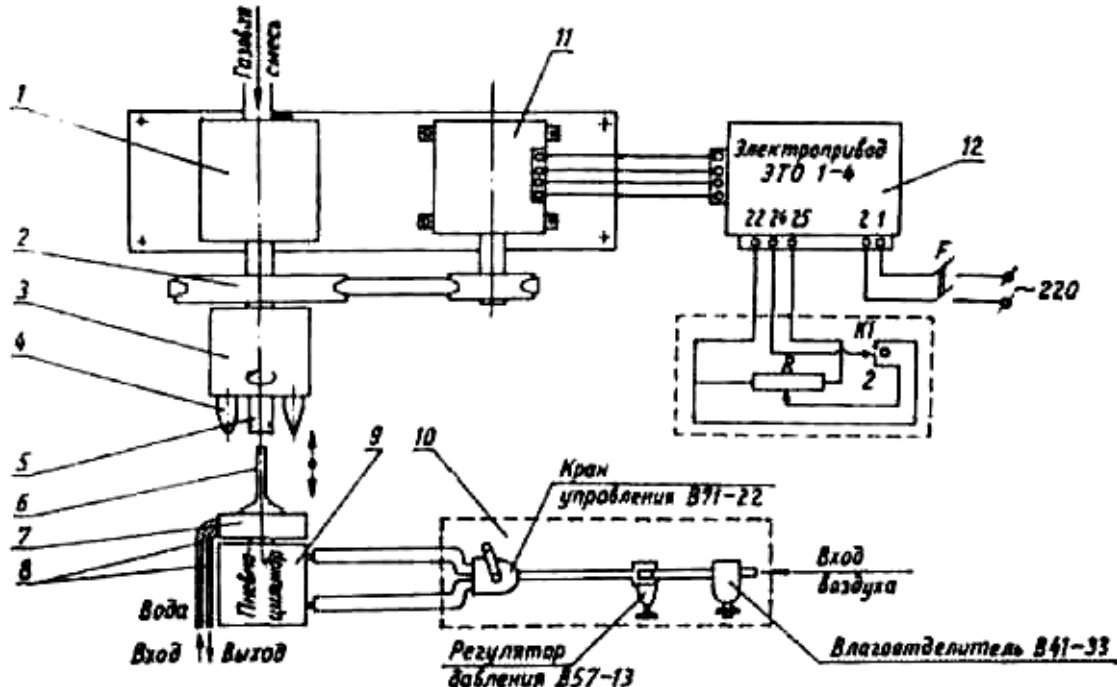 Газовая
смесь
1
11
Электропривод
ЭТО 1-4
12
22 24 25
2 1
F
~220
2
3
4
K1
R
2
5
6
7
8
9
10
Кран
управления В71-22
Пневмо-
цилиндр
Вход
воздуха
Вода
Вход
Выход
Регулятор
давления В57-13
Влагоотделитель В41-33